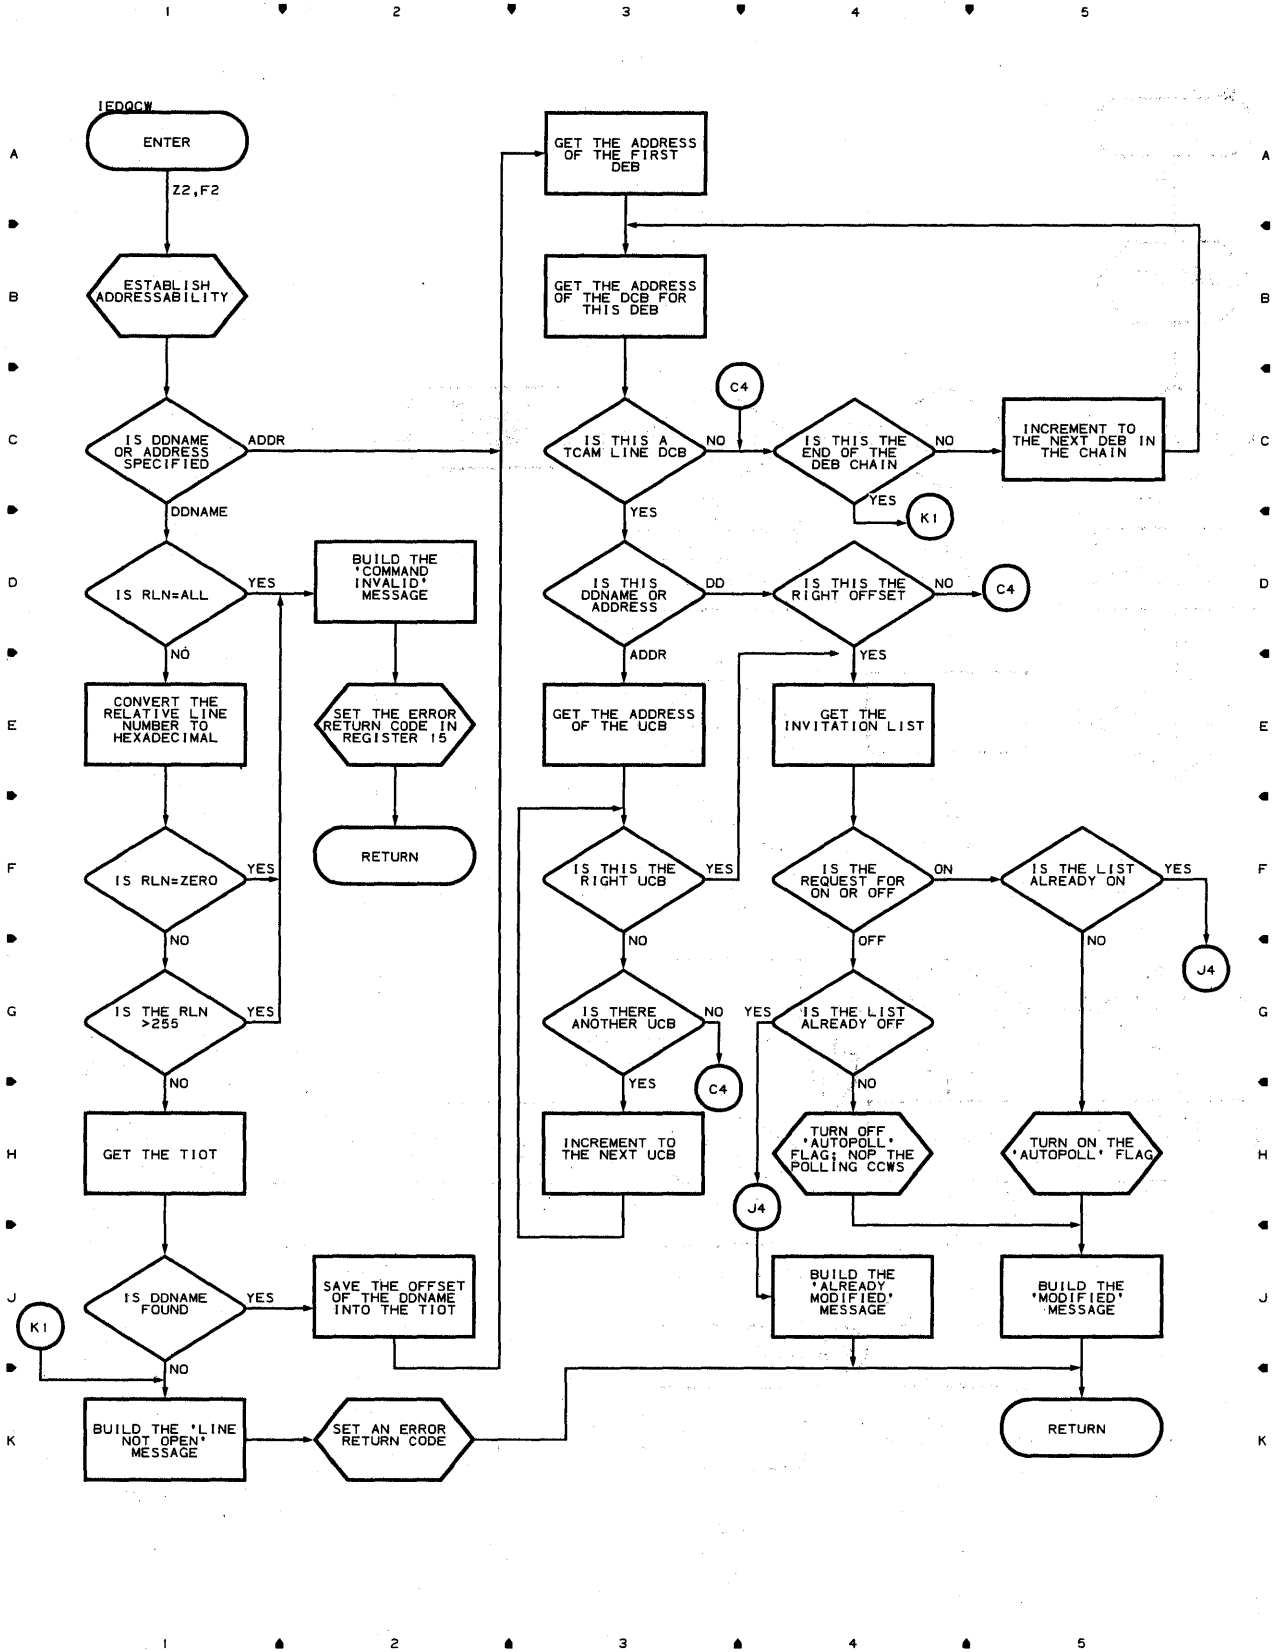 1 2 3 4 5
IEDQCW
ENTER
GET THE ADDRESS
OF THE FIRST
DEB
A
A
Z2,F2
ESTABLISH
ADDRESSABILITY
GET THE ADDRESS
OF THE DCB FOR
THIS DEB
B
B
C4
C
IS DDNAME
OR ADDRESS
SPECIFIED
ADDR
IS THIS A
TCAM LINE DCB
NO
IS THIS THE
END OF THE
DEB CHAIN
NO
INCREMENT TO
THE NEXT DEB IN
THE CHAIN
C
DDNAME
YES
YES
K1
D
IS RLN=ALL
YES
BUILD THE
'COMMAND
INVALID'
MESSAGE
IS THIS
DDNAME OR
ADDRESS
DD
IS THIS THE
RIGHT OFFSET
NO
C4
D
NO
ADDR
YES
E
CONVERT THE
RELATIVE LINE
NUMBER TO
HEXADECIMAL
SET THE ERROR
RETURN CODE IN
REGISTER 15
GET THE ADDRESS
OF THE UCB
GET THE
INVITATION LIST
E
F
IS RLN=ZERO
YES
RETURN
IS THIS THE
RIGHT UCB
YES
IS THE
REQUEST FOR
ON OR OFF
ON
IS THE LIST
ALREADY ON
YES
F
NO
NO
OFF
NO
J4
G
IS THE RLN
>255
YES
IS THERE
ANOTHER UCB
NO
YES
IS THE LIST
ALREADY OFF
G
NO
YES
C4
NO
H
GET THE TIOT
INCREMENT TO
THE NEXT UCB
TURN OFF
'AUTOPOLL'
FLAG; NOP THE
POLLING CCWS
TURN ON THE
'AUTOPOLL' FLAG
H
J4
J
IS DDNAME
FOUND
YES
SAVE THE OFFSET
OF THE DDNAME
INTO THE TIOT
BUILD THE
'ALREADY
MODIFIED'
MESSAGE
BUILD THE
'MODIFIED'
MESSAGE
J
K1
NO
K
BUILD THE 'LINE
NOT OPEN'
MESSAGE
SET AN ERROR
RETURN CODE
RETURN
K
1 2 3 4 5